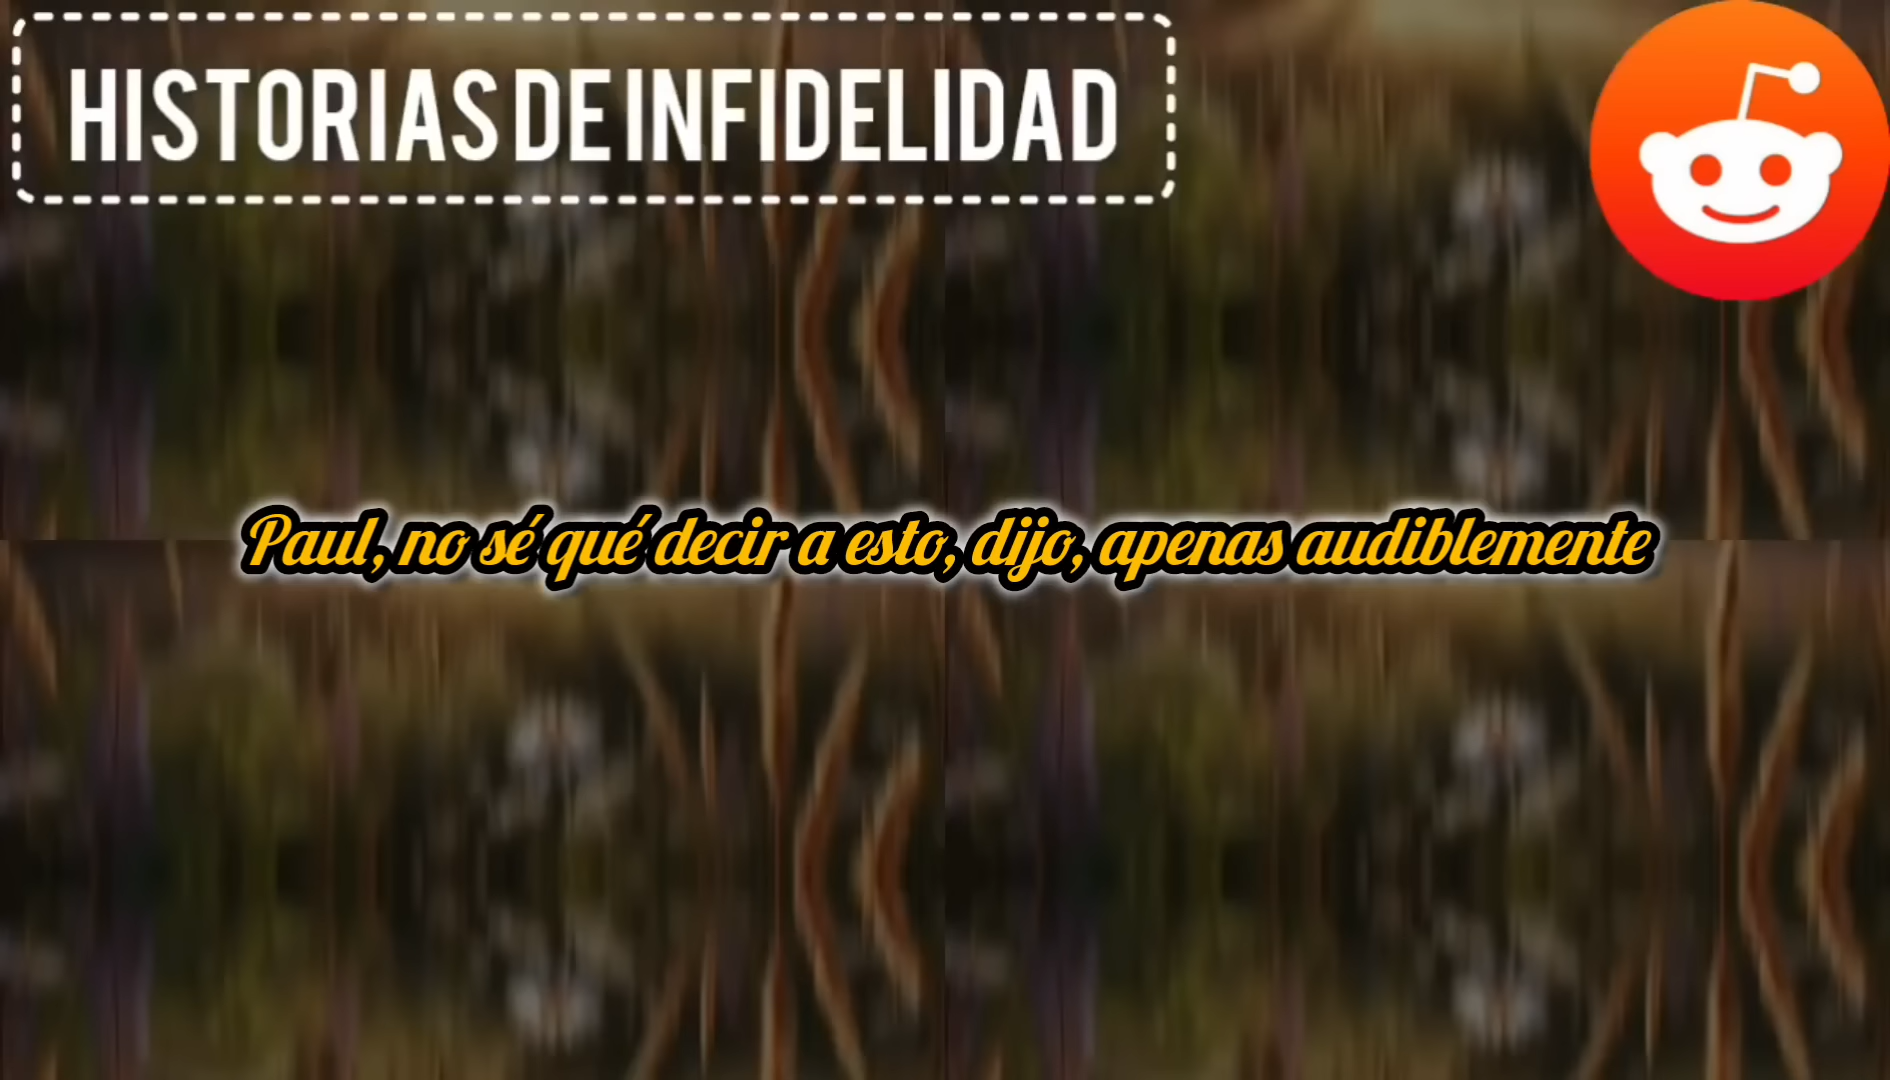 HISTORIAS DE INFIDELIDAD
Paul, no sé qué decir a esto, dijo, apenas audiblemente